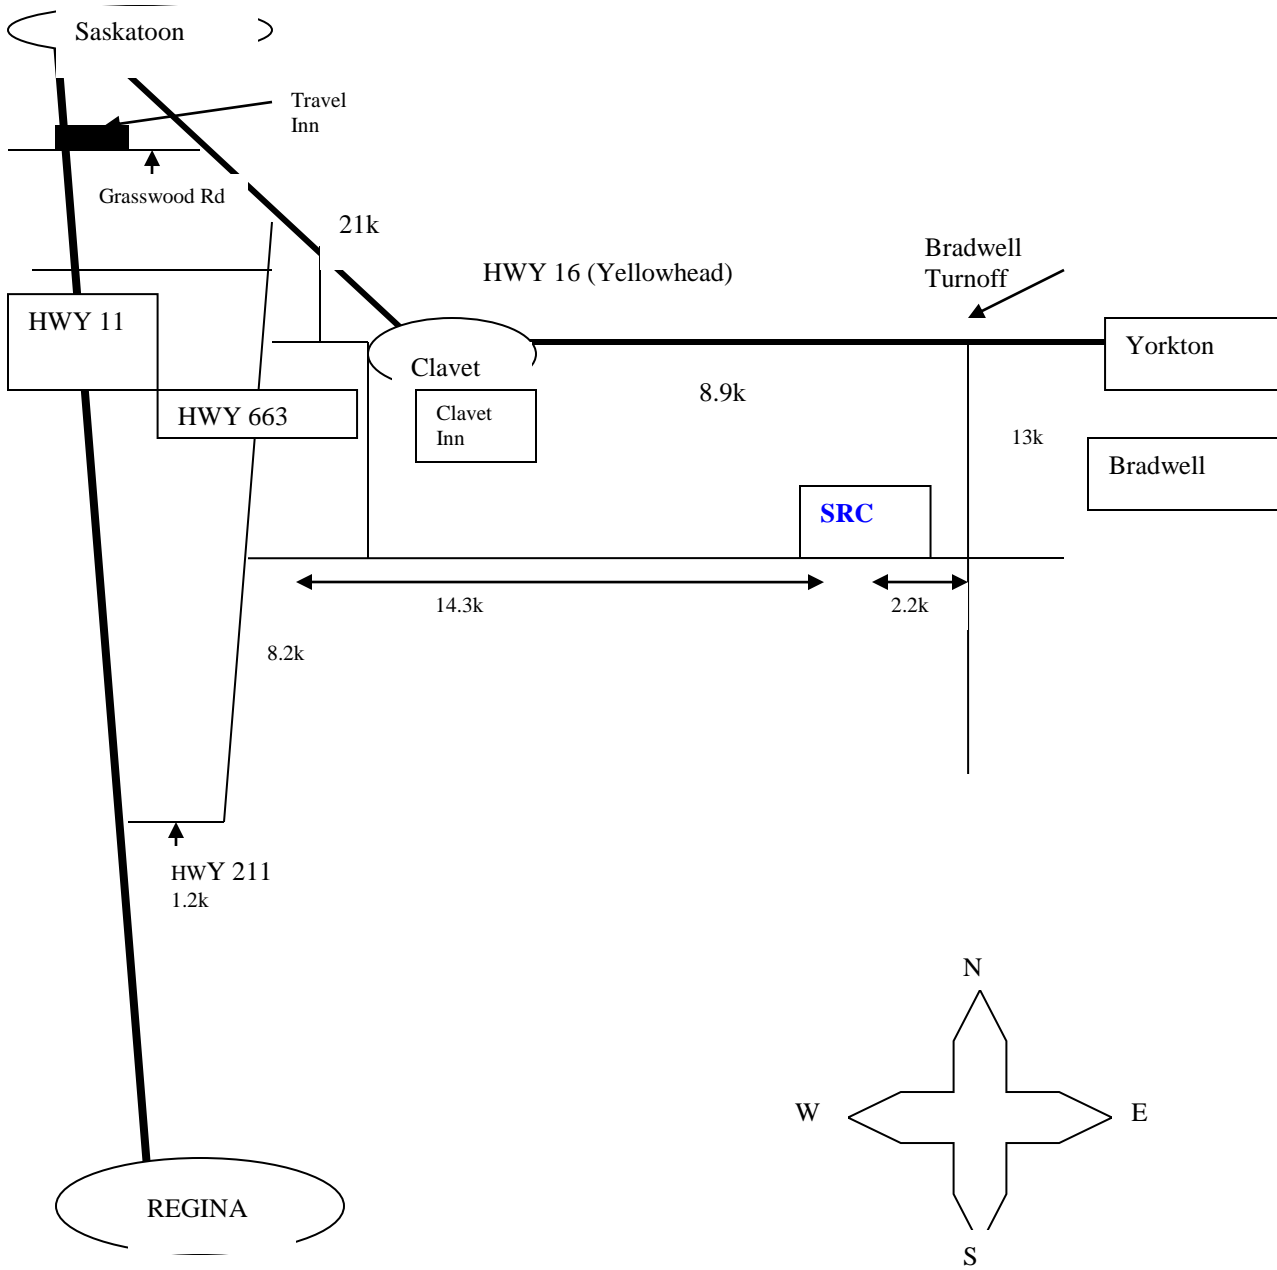 Saskatoon
Travel
Inn
Grasswood Rd
21k
Bradwell
Turnoff
HWY 16 (Yellowhead)
HWY 11
Yorkton
Clavet
8.9k
HWY 663
Clavet
Inn
13k
Bradwell
SRC
14.3k
2.2k
8.2k
HWY 211
1.2k
N
W
E
REGINA
S